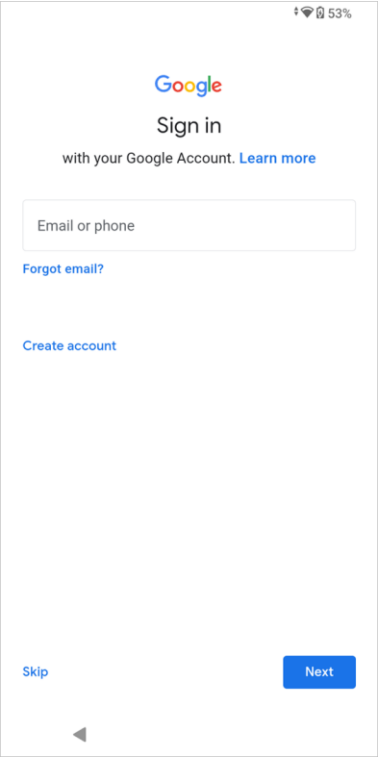 53%
Google
Sign in
with your Google Account. Learn more
Email or phone
Forgot email?
Create account
Skip
Next